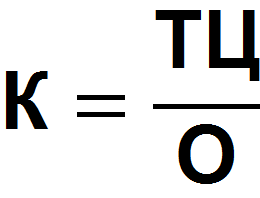 К = ТЦ / О